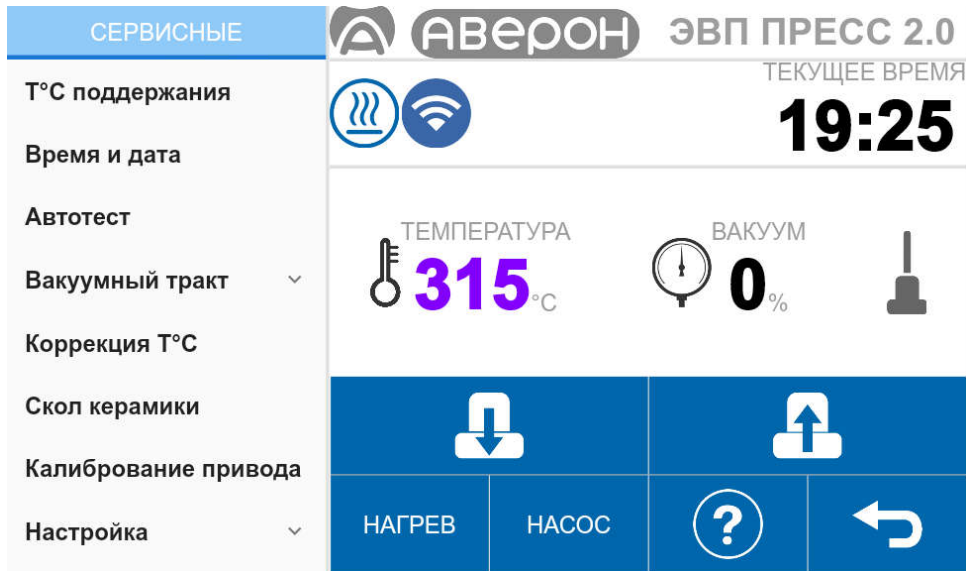 СЕРВИСНЫЕ
Т°С поддержания
Время и дата
Автотест
Вакуумный тракт
Коррекция Т°С
Скол керамики
Калибрование привода
Настройка
АВЕРОН ЭВП ПРЕСС 2.0
ТЕКУЩЕЕ ВРЕМЯ
19:25
ТЕМПЕРАТУРА
315°C
ВАКУУМ
0%
НАГРЕВ
НАСОС
?